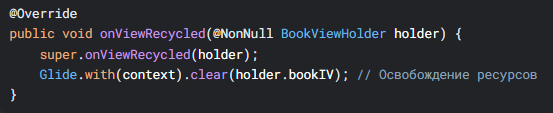 @Override
public void onViewRecycled(@NonNull BookViewHolder holder) {
    super.onViewRecycled(holder);
    Glide.with(context).clear(holder.bookIV); // Освобождение ресурсов
}